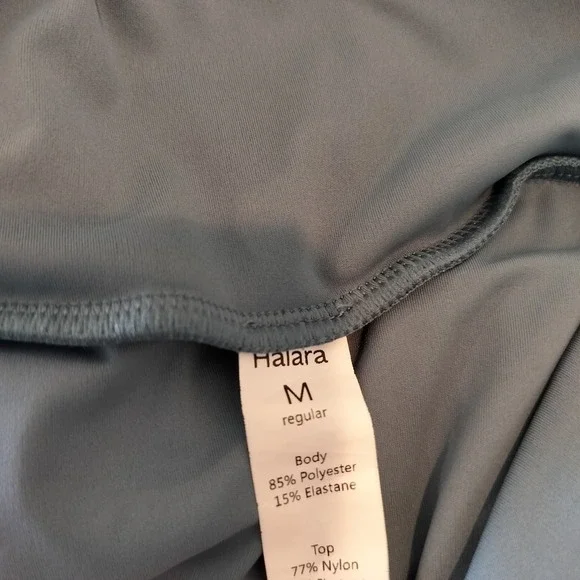 Halara
M
regular
Body
85% Polyester
15% Elastane
Top
77% Nylon